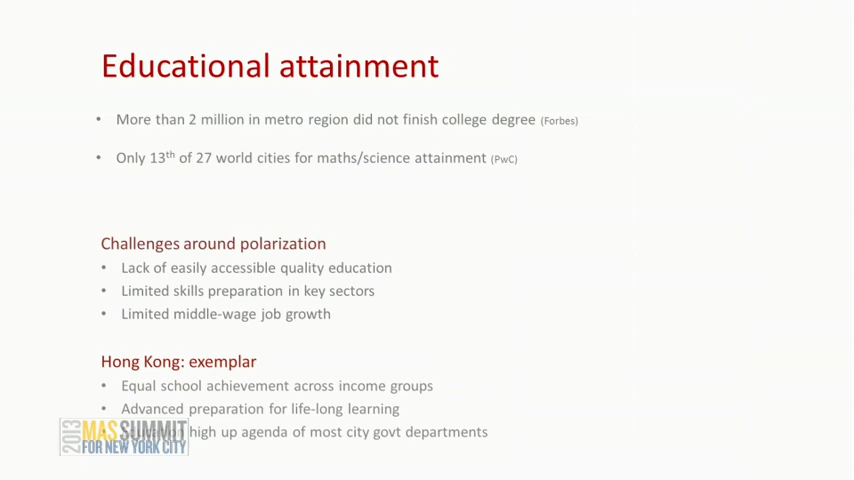 Educational attainment
• More than 2 million in metro region did not finish college degree (Forbes)
• Only 13th of 27 world cities for maths/science attainment (PwC)
Challenges around polarization
• Lack of easily accessible quality education
• Limited skills preparation in key sectors
• Limited middle-wage job growth
Hong Kong: exemplar
• Equal school achievement across income groups
• Advanced preparation for life-long learning
high up agenda of most city govt departments
2013 MAS SUMMIT
FOR NEW YORK CITY